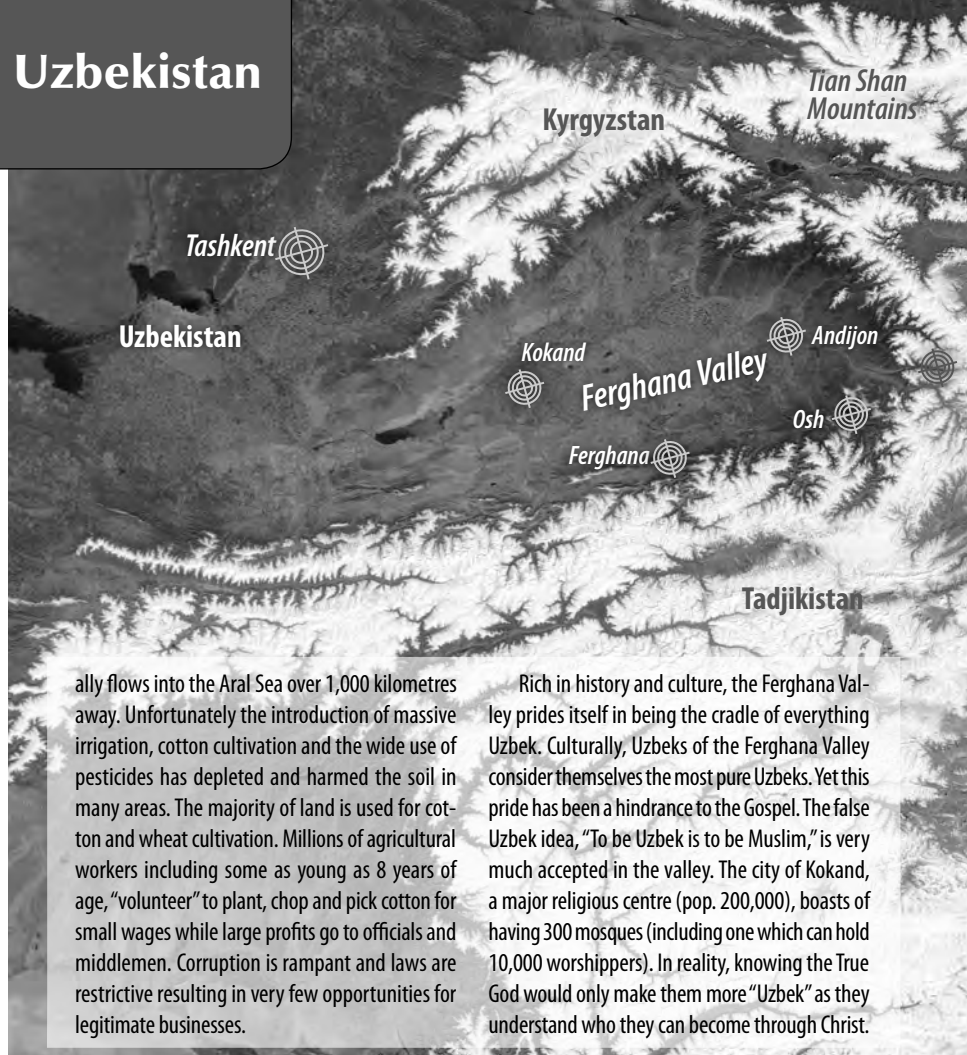 Uzbekistan
Tian Shan
Mountains
Kyrgyzstan
Tashkent
Uzbekistan
Kokand
Andijon
Ferghana Valley
Osh
Ferghana
Tadjikistan
ally flows into the Aral Sea over 1,000 kilometres
away. Unfortunately the introduction of massive
irrigation, cotton cultivation and the wide use of
pesticides has depleted and harmed the soil in
many areas. The majority of land is used for cot-
ton and wheat cultivation. Millions of agricultural
workers including some as young as 8 years of
age, “volunteer” to plant, chop and pick cotton for
small wages while large profits go to officials and
middlemen. Corruption is rampant and laws are
restrictive resulting in very few opportunities for
legitimate businesses.
Rich in history and culture, the Ferghana Val-
ley prides itself in being the cradle of everything
Uzbek. Culturally, Uzbeks of the Ferghana Valley
consider themselves the most pure Uzbeks. Yet this
pride has been a hindrance to the Gospel. The false
Uzbek idea, “To be Uzbek is to be Muslim,” is very
much accepted in the valley. The city of Kokand,
a major religious centre (pop. 200,000), boasts of
having 300 mosques (including one which can hold
10,000 worshippers). In reality, knowing the True
God would only make them more “Uzbek” as they
understand who they can become through Christ.